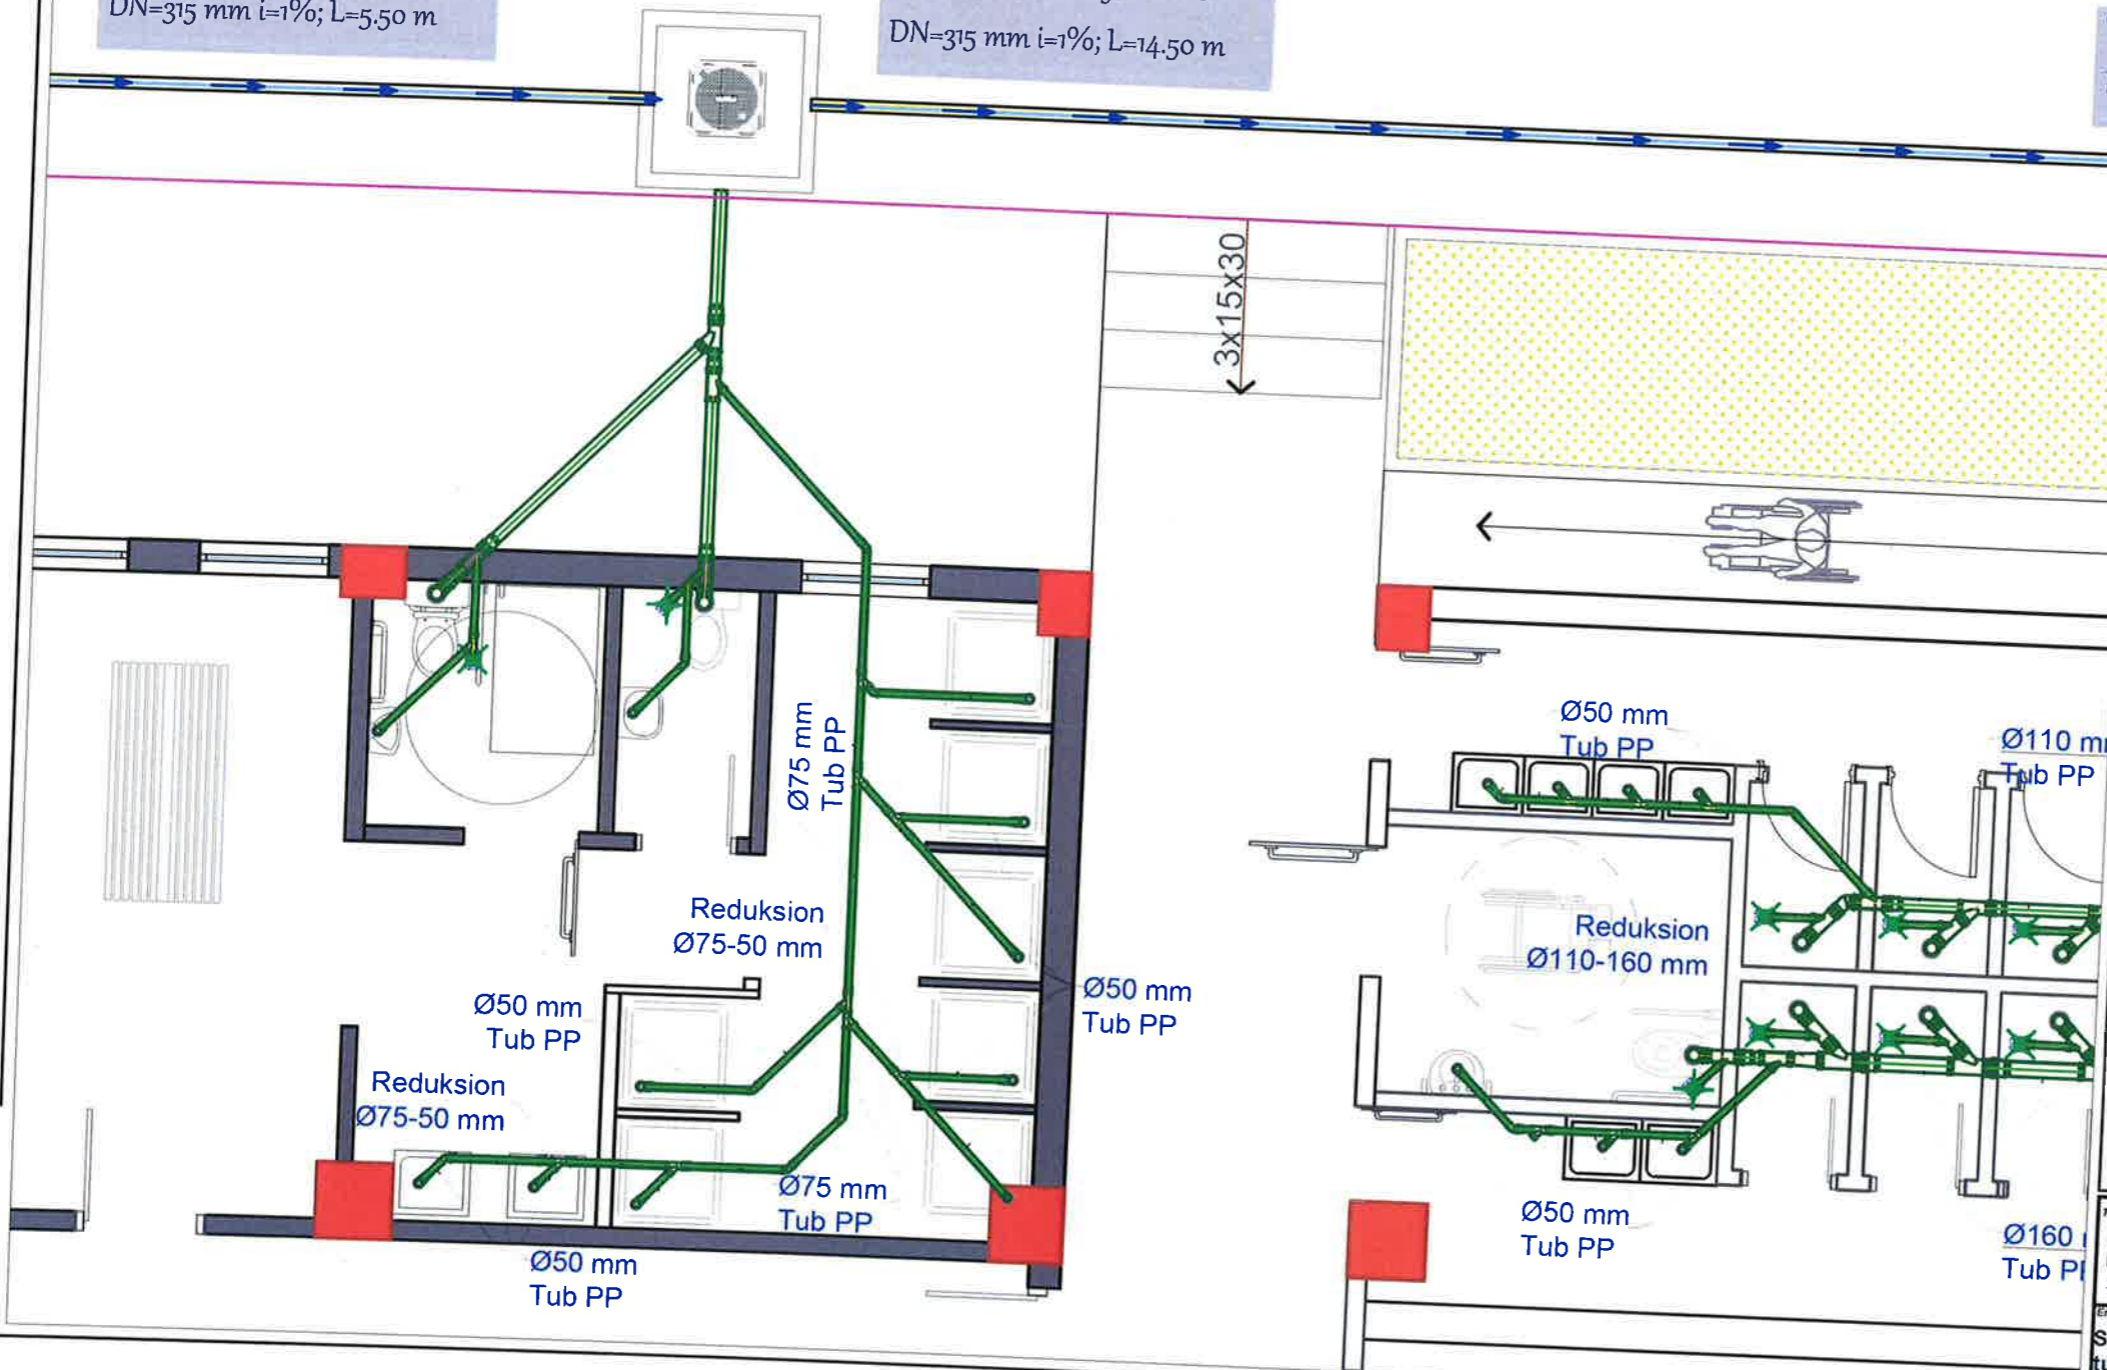 DN=315 mm i=1%; L=5.50 m
DN=315 mm i=1%; L=14.50 m
3x15x30
Ø50 mm
Tub PP
Ø110
Tub PP
Ø75 mm
Tub PP
Reduksion
Ø75-50 mm
Reduksion
Ø110-160 mm
Ø50 mm
Tub PP
Ø50 mm
Tub PP
Reduksion
Ø75-50 mm
Ø75 mm
Tub PP
Ø50 mm
Tub PP
Ø160
Tub
Ø50 mm
Tub PP